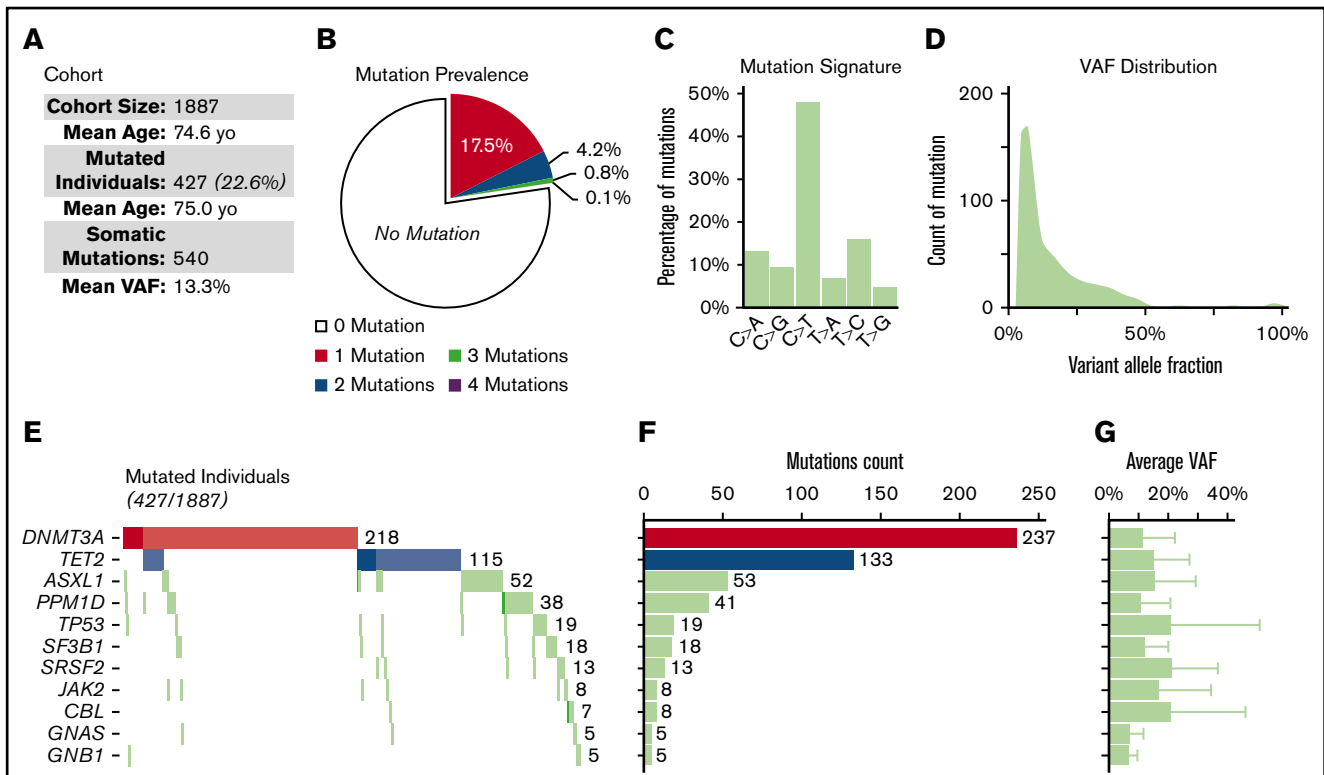 A
Cohort
Cohort Size: 1887
Mean Age: 74.6 yo
Mutated
Individuals: 427 (22.6%)
Mean Age: 75.0 yo
Somatic
Mutations: 540
Mean VAF: 13.3%
B
Mutation Prevalence
17.5%
4.2%
0.8%
0.1%
No Mutation
0 Mutation
1 Mutation
3 Mutations
2 Mutations
4 Mutations
C
Mutation Signature
Percentage of mutations
50%
40%
30%
20%
10%
0%
C>A
C>G
C>T
T>A
T>C
T>G
D
VAF Distribution
Count of mutation
200
100
0
0%
50%
100%
Variant allele fraction
E
Mutated Individuals
(427/1887)
DNMT3A
218
TET2
115
ASXL1
52
PPM1D
38
TP53
19
SF3B1
18
SRSF2
13
JAK2
8
CBL
7
GNAS
5
GNB1
5
F
Mutations count
0 50 100 150 200 250
237
133
53
41
19
18
13
8
8
5
5
G
Average VAF
0% 20% 40%